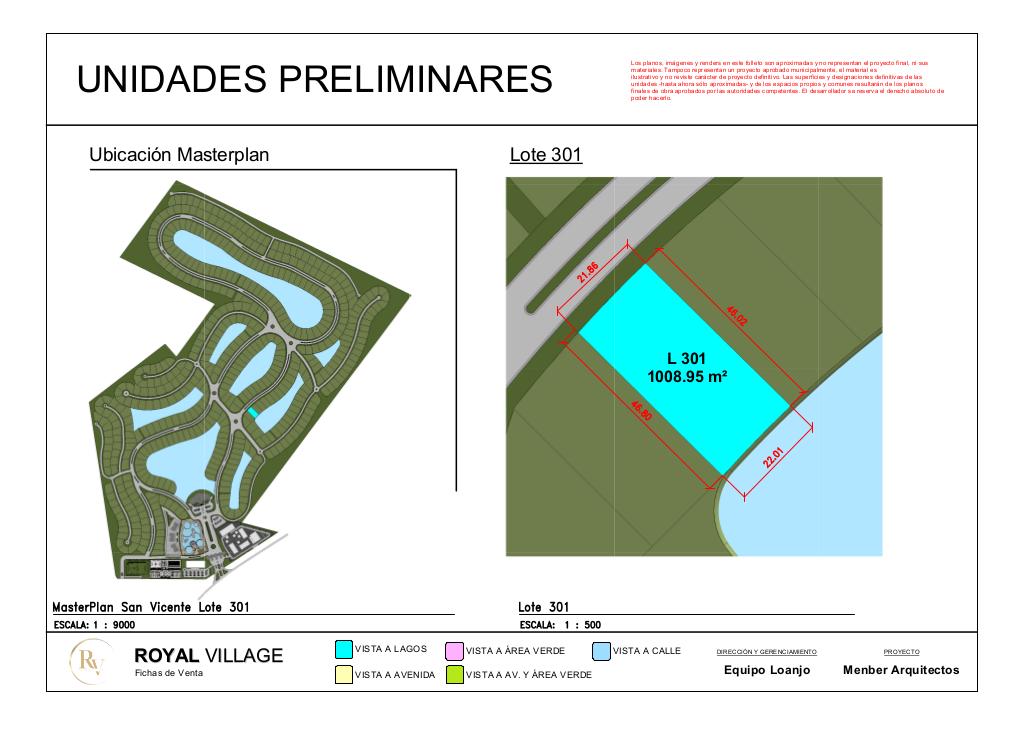 UNIDADES PRELIMINARES
Los planos, imágenes y renders en este folleto son aproximadas y no representan el proyecto final, ni sus
materiales. Tampoco representan un proyecto aprobado municipalmente, el material es
ilustrativo y no reviste carácter de proyecto definitivo. Las superficies y designaciones definitivas de las
unidades -hasta ahora sólo aproximadas- y de los espacios propios y comunes resultarán de los planos
finales de obra aprobados por las autoridades competentes. El desarrollador se reserva el derecho absoluto de
poder hacerlo.
Ubicación Masterplan
Lote 301
21.86
46.02
L 301
1008.95 m²
46.80
22.01
MasterPlan San Vicente Lote 301
ESCALA: 1 : 9000
Lote 301
ESCALA: 1 : 500
RV
ROYAL VILLAGE
Fichas de Venta
VISTA A LAGOS
VISTA A ÁREA VERDE
VISTA A CALLE
VISTA A AVENIDA
VISTA A AV. Y ÁREA VERDE
DIRECCIÓN Y GERENCIAMIENTO
Equipo Loanjo
PROYECTO
Menber Arquitectos